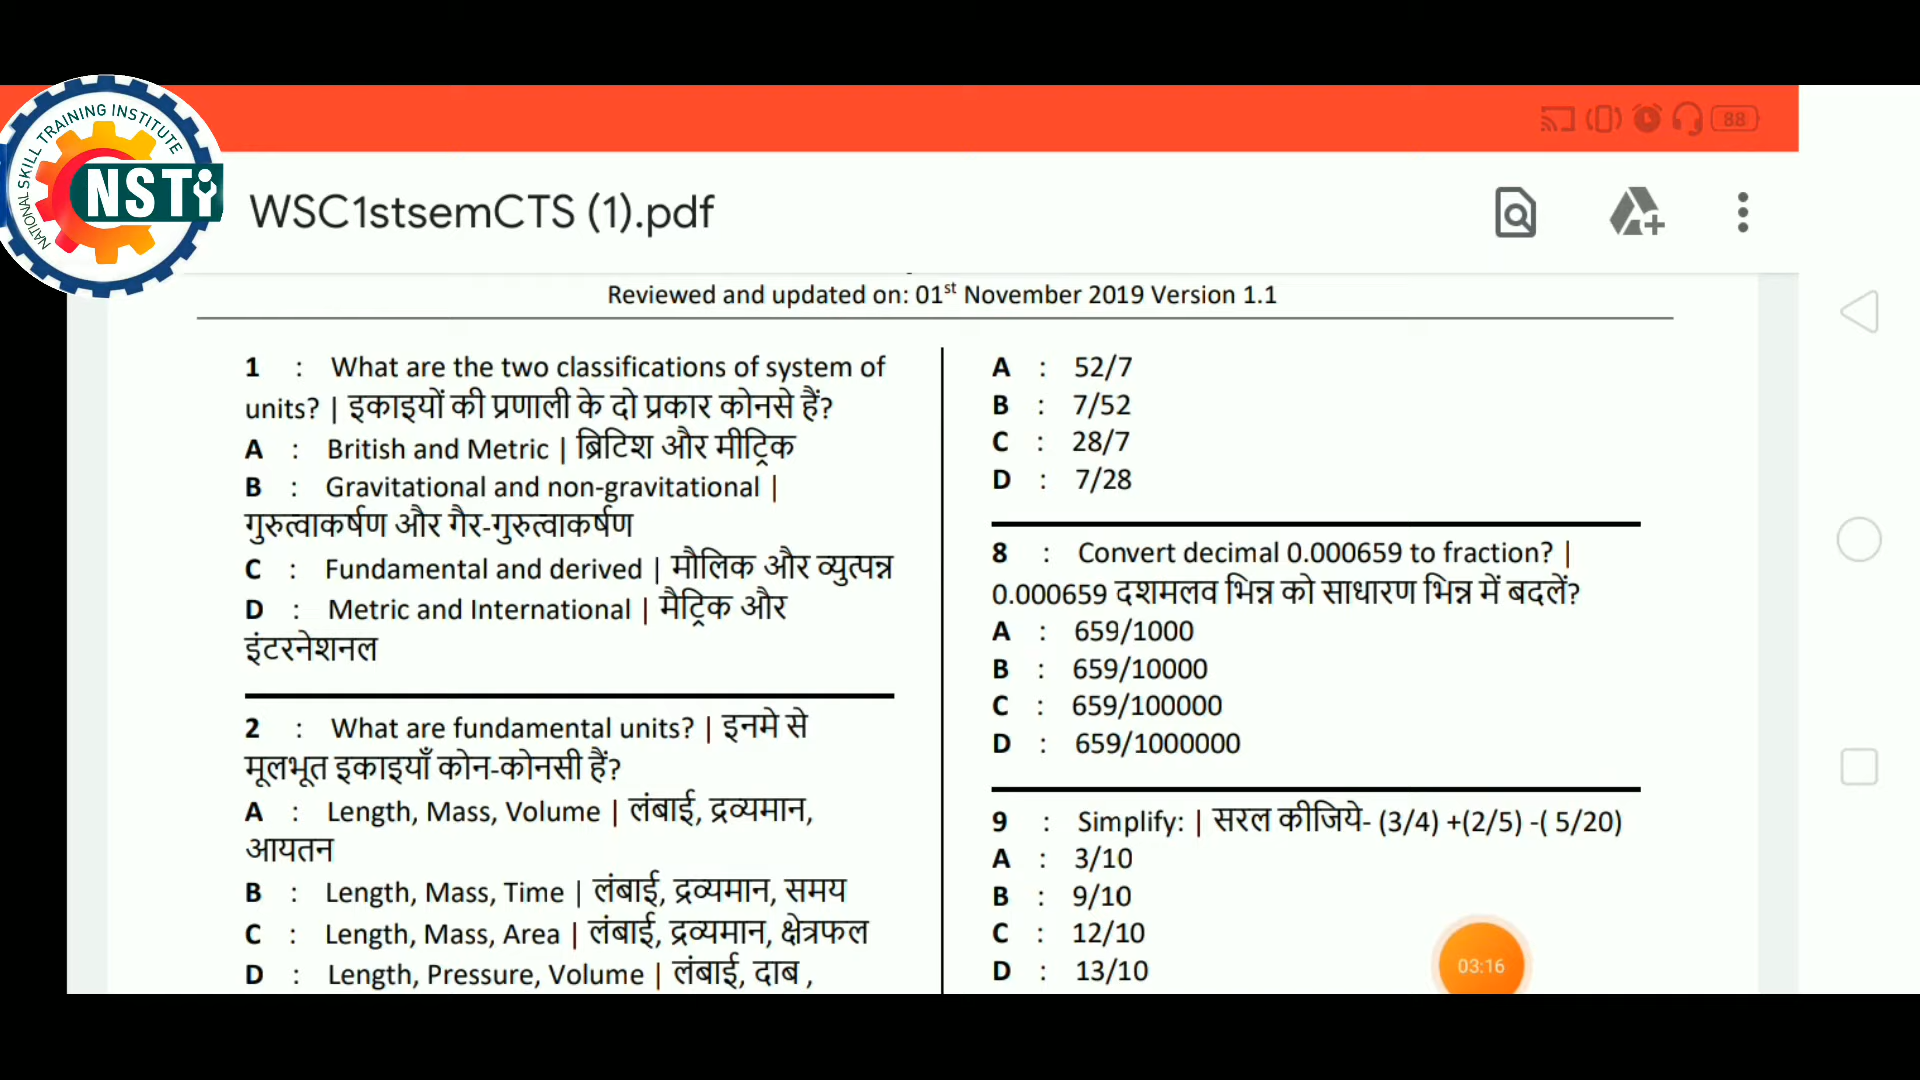 NATIONAL SKILL TRAINING INSTITUTE
NSTi
88
WSC1stsemCTS (1).pdf
Reviewed and updated on: 01st November 2019 Version 1.1
1 : What are the two classifications of system of
units? | इकाइयों की प्रणाली के दो प्रकार कोनसे हैं?
A : British and Metric | ब्रिटिश और मीट्रिक
B : Gravitational and non-gravitational |
गुरुत्वाकर्षण और गैर-गुरुत्वाकर्षण
C : Fundamental and derived | मौलिक और व्युत्पन्न
D : Metric and International | मैट्रिक और
इंटरनेशनल
2 : What are fundamental units? | इनमे से
मूलभूत इकाइयाँ कोन-कोनसी हैं?
A : Length, Mass, Volume | लंबाई, द्रव्यमान,
आयतन
B : Length, Mass, Time | लंबाई, द्रव्यमान, समय
C : Length, Mass, Area | लंबाई, द्रव्यमान, क्षेत्रफल
D : Length, Pressure, Volume | लंबाई, दाब ,
A : 52/7
B : 7/52
C : 28/7
D : 7/28
8 : Convert decimal 0.000659 to fraction? |
0.000659 दशमलव भिन्न को साधारण भिन्न में बदलें?
A : 659/1000
B : 659/10000
C : 659/100000
D : 659/1000000
9 : Simplify: | सरल कीजिये- (3/4) +(2/5) -( 5/20)
A : 3/10
B : 9/10
C : 12/10
D : 13/10
03:16